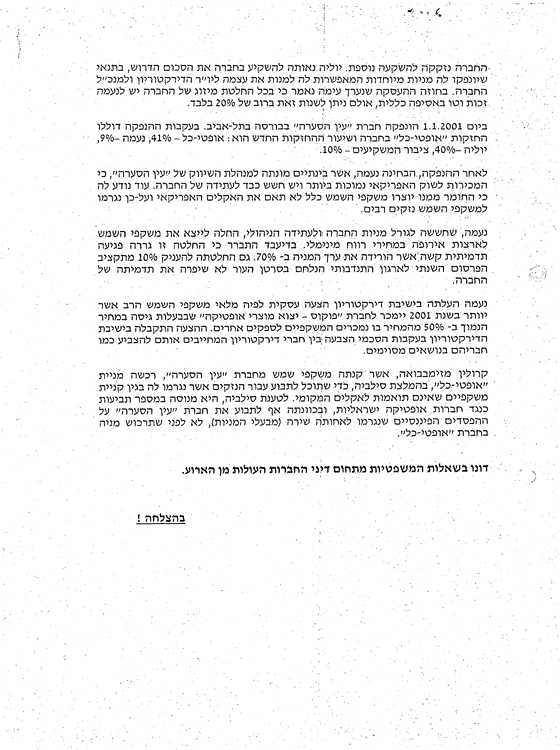 החברה נזקקה להשקעה נוספת. יוליה נאותה להשקיע בחברה את הסכום הדרוש, בתנאי
שיונפקו לה מניות מיוחדות המאפשרות לה למנות את עצמה ליו״ר הדירקטוריון ולמנכ״ל
החברה. בחוזה ההעסקה שנערך עימה נאמר כי בכל החלטת מיזוג של החברה יש לנעמה
זכות וטו באסיפה כללית, אולם ניתן לשנות זאת ברוב של 20% בלבד.
ביום 1.1.2001 הונפקה חברת ״עין הסערה״ בבורסה בתל-אביב. בעקבות ההנפקה דוללו
החזקות ״אופטי-כל״ בחברה ושיעור ההחזקות החדש הוא: אופטי-כל – 41%, נעמה –9%,
יוליה –40%, ציבור המשקיעים – 10%.
לאחר ההנפקה, הבחינה נעמה, אשר בינתיים מונתה למנהלת השיווק של ״עין הסערה״, כי
המכירות לשוק האפריקאי נמוכות ביותר ויש חשש כבד לעתידה של החברה. עוד נודע לה
כי החומר ממנו יוצרו משקפי השמש כלל לא תאם את האקלים האפריקאי ועל-כן נגרמו
למשקפי השמש נזקים רבים.
נעמה, שחששה לגורל מניות החברה ולעתידה הניהולי, החלה לייצא את משקפי השמש
לארצות אירופה במחירי רווח מינימלי. בדיעבד התברר כי החלטה זו גררה פגיעה
תדמיתית קשה אשר הורידה את ערך המניה ב- 70%. גם החלטתה להעניק 10% מתקציב
הפרסום השנתי לארגון התנדבותי הנלחם בסרטן העור לא שיפרה את תדמיתה של
החברה.
נעמה העלתה בישיבת דירקטוריון הצעה עסקית לפיה מלאי משקפי השמש הרב אשר
יוותר בשנת 2001 יימכר לחברת ״פוקוס – יצוא מוצרי אופטיקה״ שבבעלות גיסה במחיר
הנמוך ב- 50% מהמחיר בו נמכרים המשקפיים לספקים אחרים. ההצעה התקבלה בישיבת
הדירקטוריון בעקבות הסכמי הצבעה בין חברי דירקטוריון המחייבים אותם להצביע כמו
חבריהם בנושאים מסוימים.
קרולין מזימבבואה, אשר קנתה משקפי שמש מחברת ״עין הסערה״, רכשה מניית
״אופטי-כל״, בהמלצת סילביה, כדי שתוכל לתבוע עבור הנזקים אשר נגרמו לה בגין קניית
משקפיים שאינם תואמות לאקלים המקומי. לטענת סילביה, היא מנוסה במספר תביעות
כנגד חברות אופטיקה ישראליות, ובכוונתה אף לתבוע את חברת ״עין הסערה״ על
ההפסדים הפיננסיים שנגרמו לאחותה שירה (מבעלי המניות), לא לפני שתרכוש מניה
בחברת ״אופטי-כל״.
דונו בשאלות המשפטיות מתחום דיני החברות העולות מן הארוע.
בהצלחה !